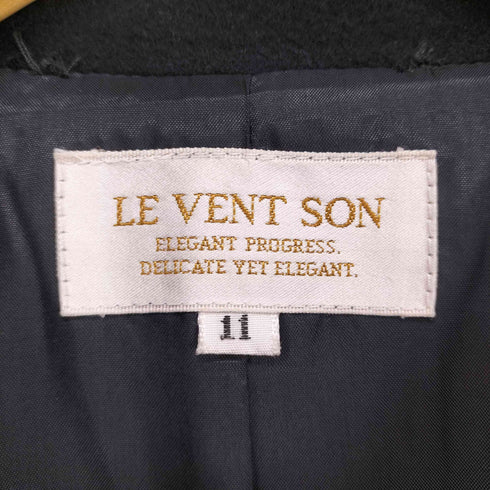 LE VENT SON
ELEGANT PROGRESS.
DELICATE YET ELEGANT.
11